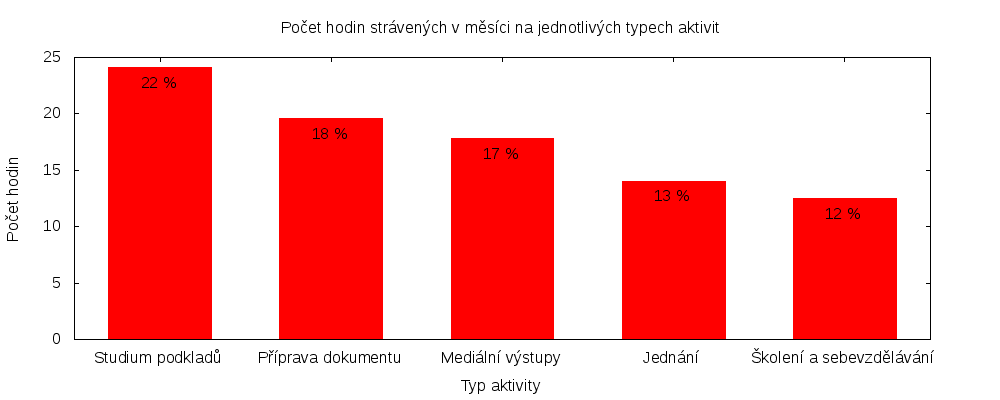 Počet hodin strávených v měsíci na jednotlivých typech aktivit
25
20
15
10
5
0
Počet hodin
22 %
18 %
17 %
13 %
12 %
Studium podkladů
Příprava dokumentu
Mediální výstupy
Jednání
Školení a sebevzdělávání
Typ aktivity